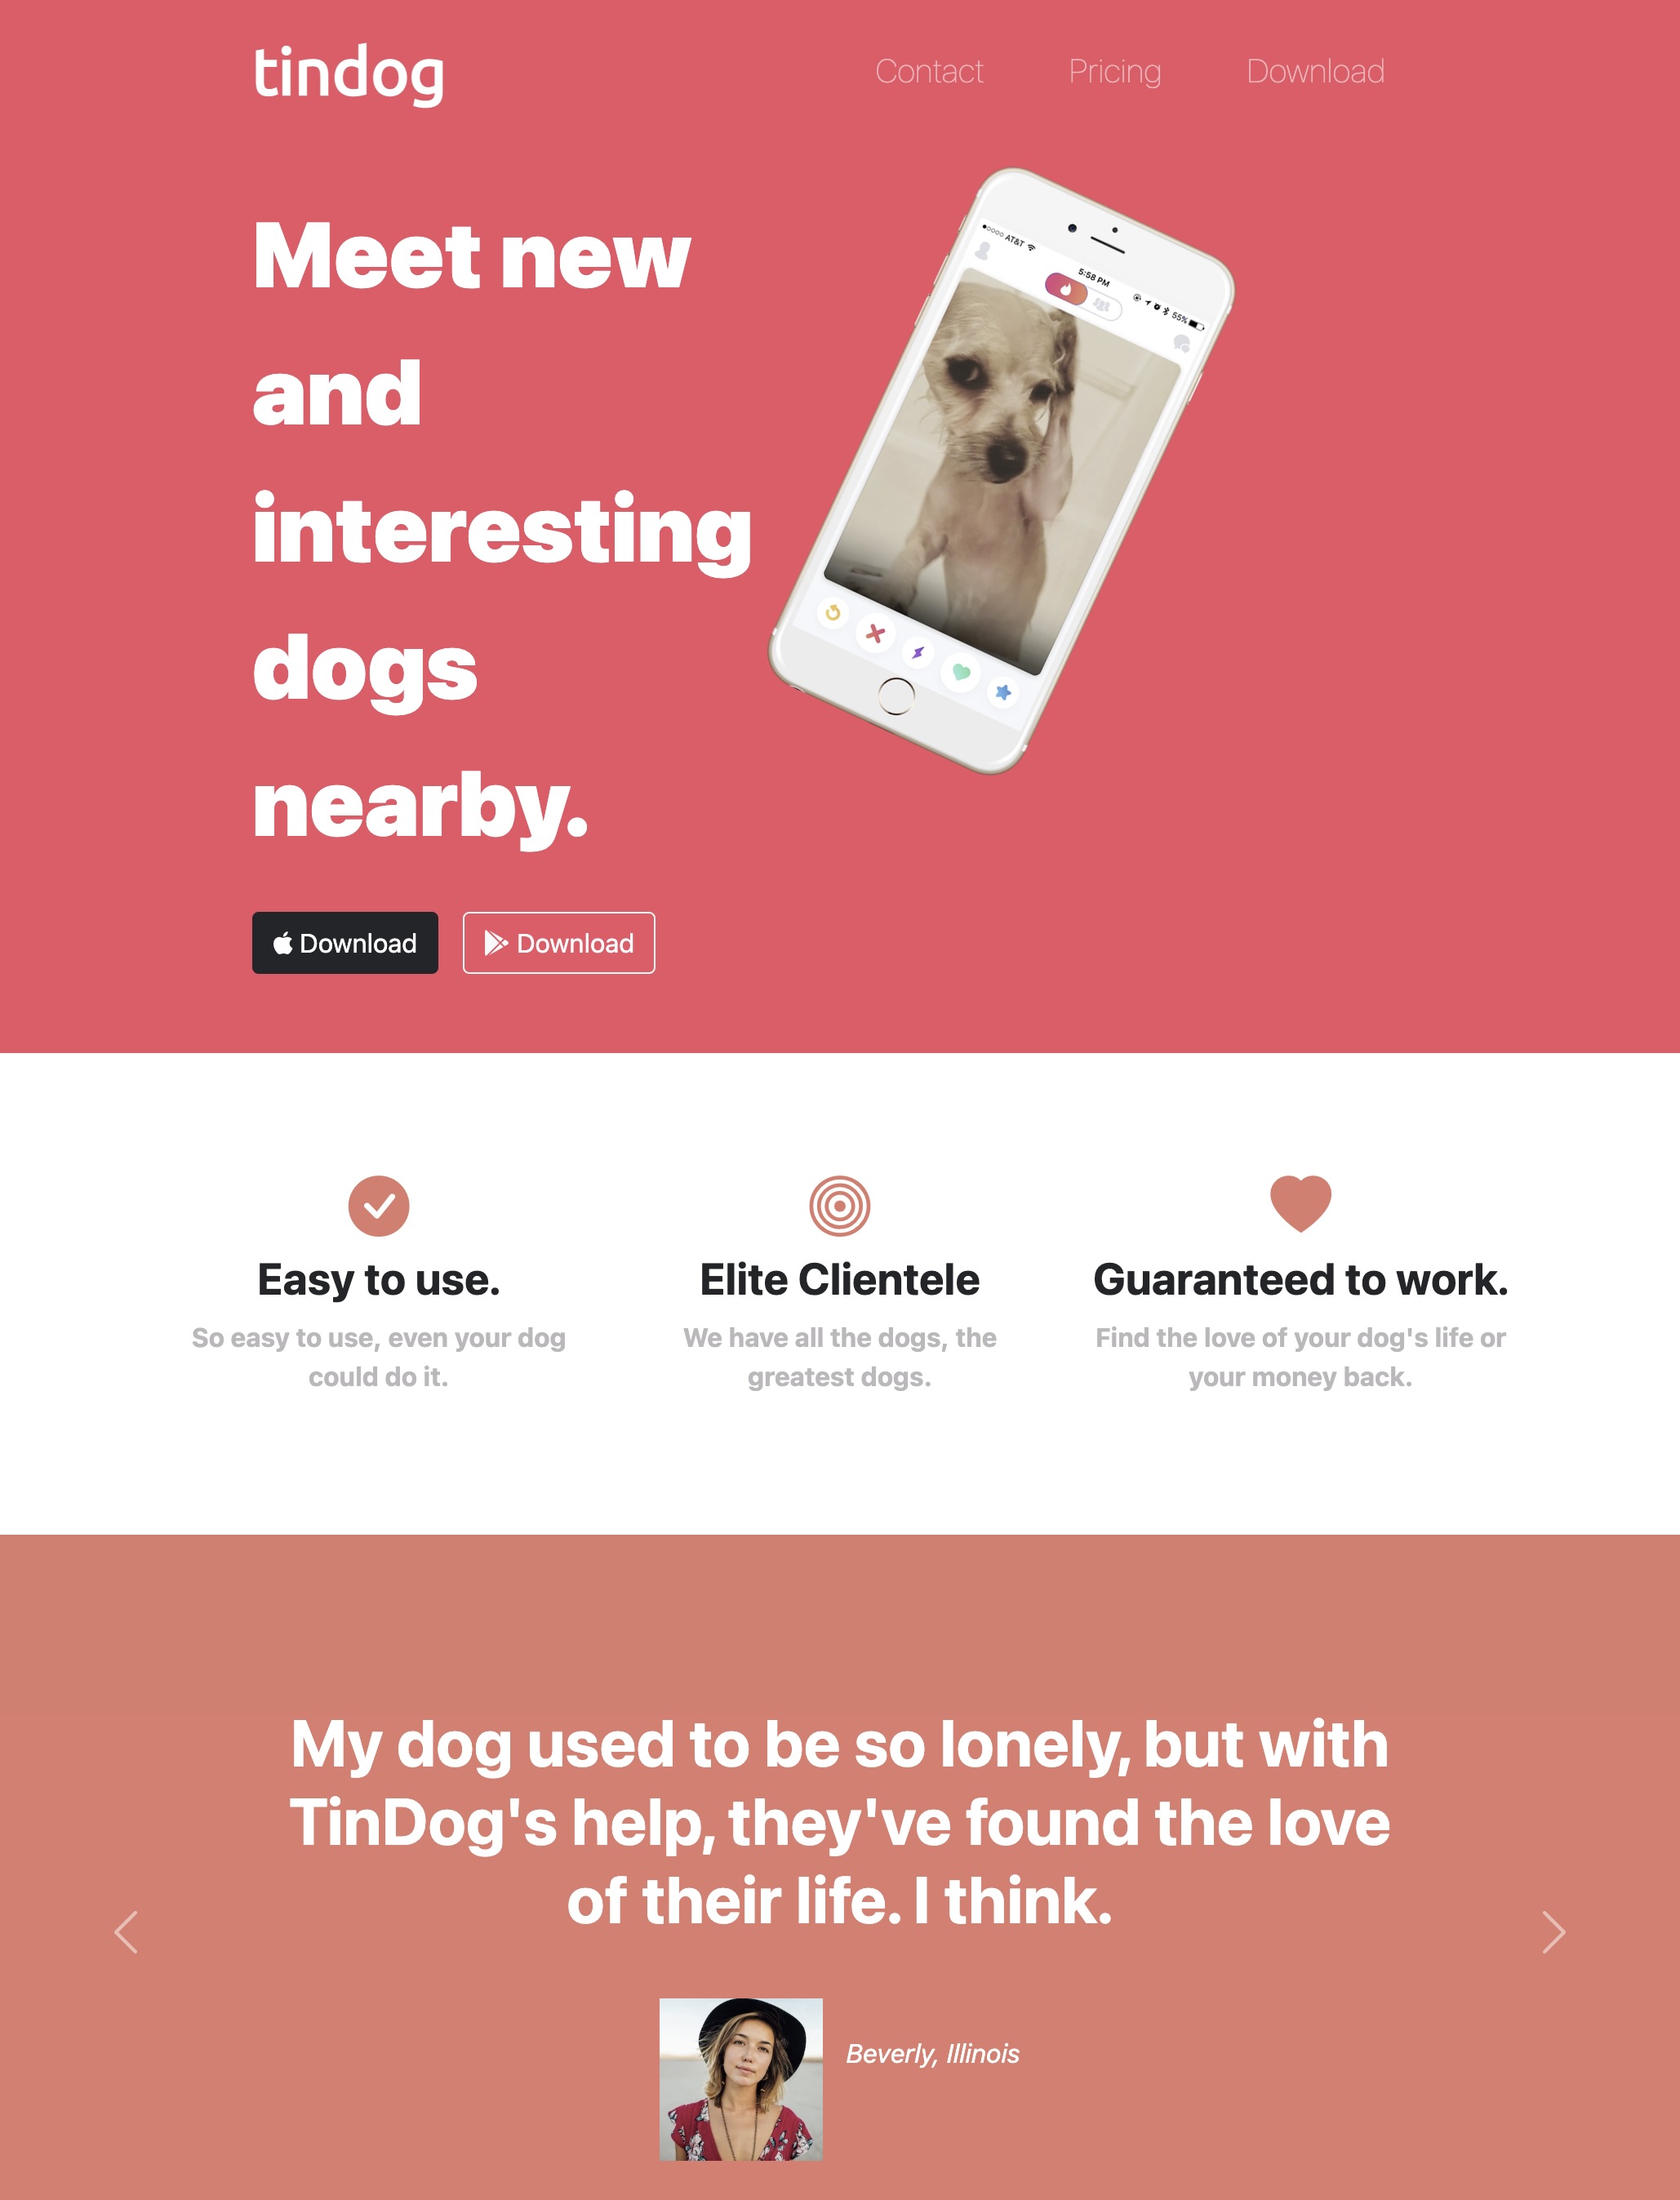 tindog
Contact
Pricing
Download
Meet new
and
interesting
dogs
nearby.
AT&T
5:58 PM
55%
Download
Download
Easy to use.
So easy to use, even your dog
could do it.
Elite Clientele
We have all the dogs, the
greatest dogs.
Guaranteed to work.
Find the love of your dog's life or
your money back.
My dog used to be so lonely, but with
TinDog's help, they've found the love
of their life. I think.
Beverly, Illinois